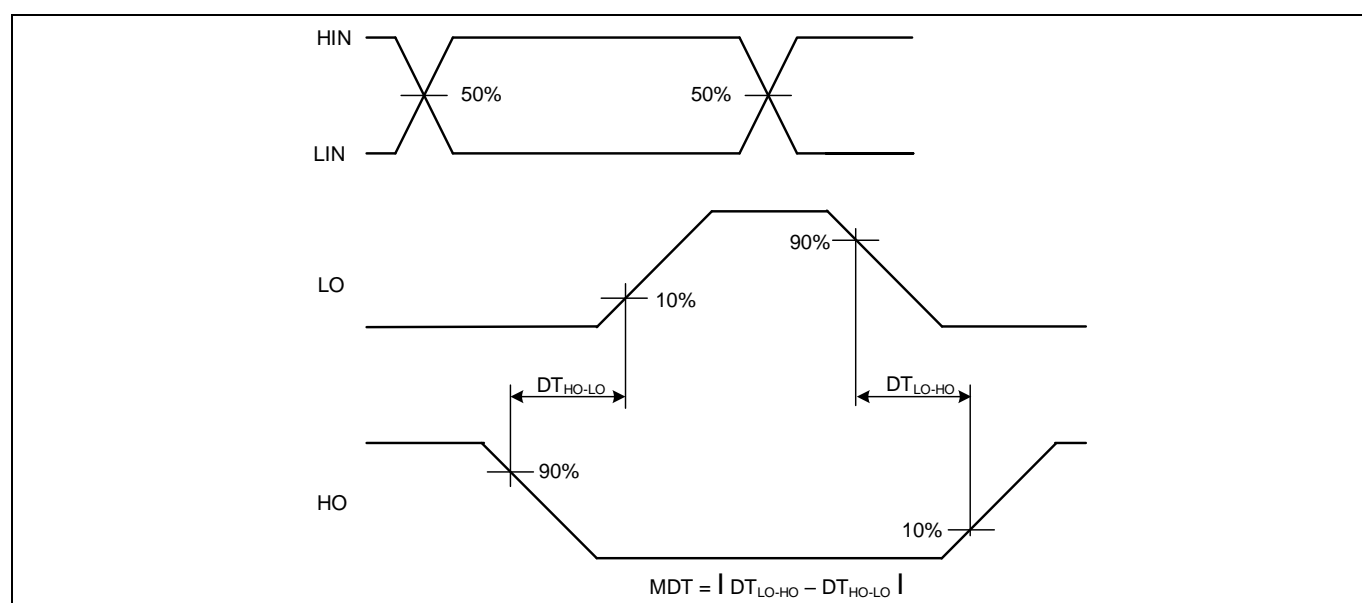 HIN
50% 50%
LIN
90%
LO
10%
DTHO-LO DTLO-HO
90%
HO
10%
MDT = | DTLO-HO – DTHO-LO |